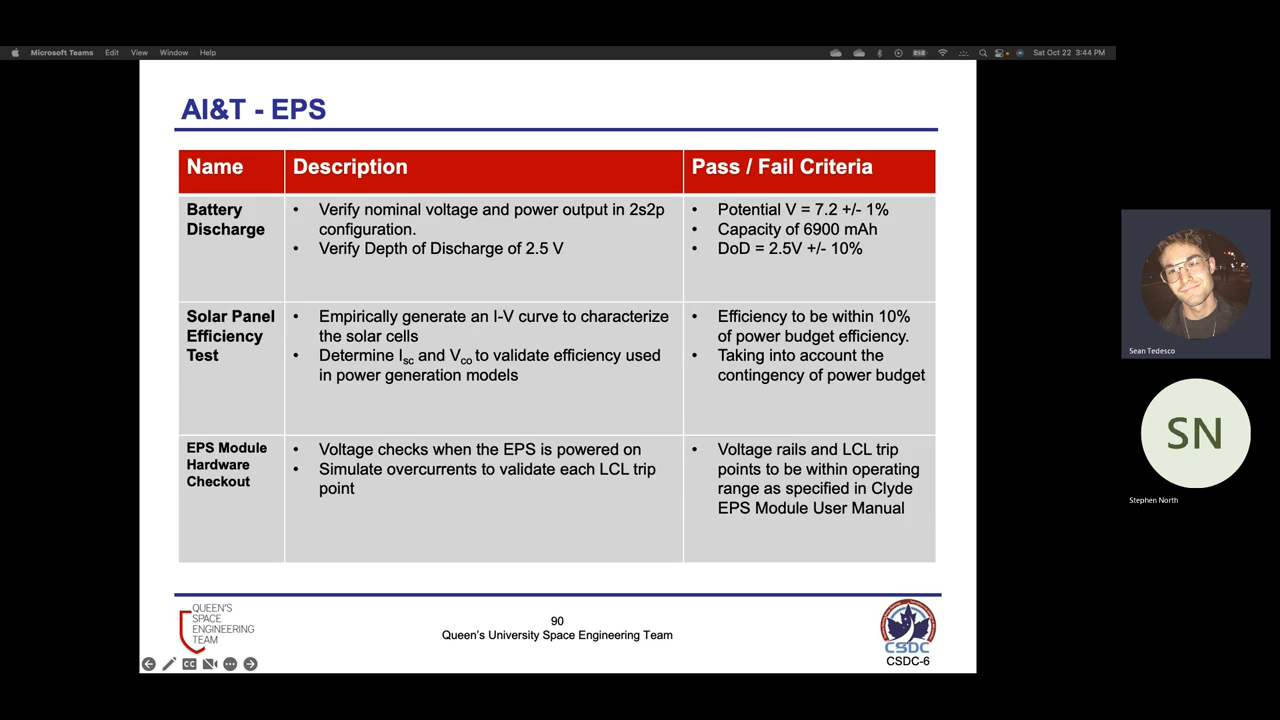 Microsoft Teams Edit View Window Help
Sat Oct 22 3:44 PM
AI&T - EPS
Name
Description
Pass / Fail Criteria
Battery
Discharge
• Verify nominal voltage and power output in 2s2p
configuration.
• Verify Depth of Discharge of 2.5 V
• Potential V = 7.2 +/- 1%
• Capacity of 6900 mAh
• DoD = 2.5V +/- 10%
Solar Panel
Efficiency
Test
• Empirically generate an I-V curve to characterize
the solar cells
• Determine Isc and Vco to validate efficiency used
in power generation models
• Efficiency to be within 10%
of power budget efficiency.
• Taking into account the
contingency of power budget
EPS Module
Hardware
Checkout
• Voltage checks when the EPS is powered on
• Simulate overcurrents to validate each LCL trip
point
• Voltage rails and LCL trip
points to be within operating
range as specified in Clyde
EPS Module User Manual
QUEEN'S
SPACE
ENGINEERING
TEAM
90
Queen's University Space Engineering Team
CSDC
CSDC-6
CC
Sean Tedesco
SN
Stephen North